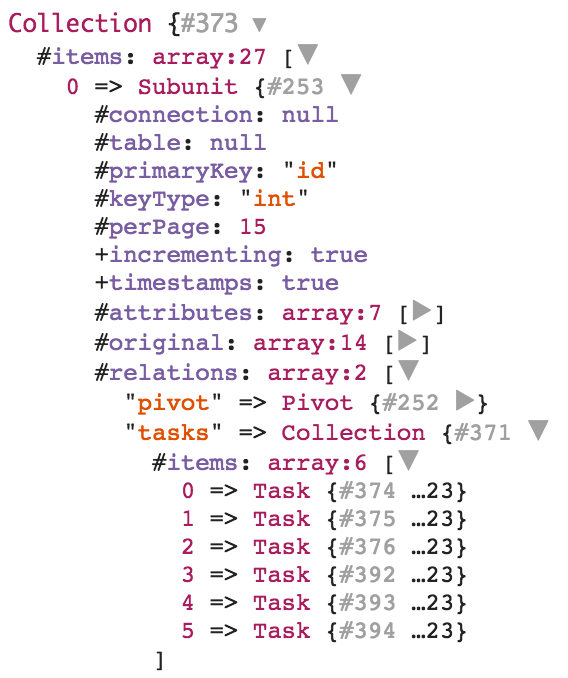 Collection {#373 ▼
#items: array:27 [▼
0 => Subunit {#253 ▼
#connection: null
#table: null
#primaryKey: "id"
#keyType: "int"
#perPage: 15
+incrementing: true
+timestamps: true
#attributes: array:7 [▶]
#original: array:14 [▶]
#relations: array:2 [▼
"pivot" => Pivot {#252 ▶}
"tasks" => Collection {#371 ▼
#items: array:6 [▼
0 => Task {#374 …23}
1 => Task {#375 …23}
2 => Task {#376 …23}
3 => Task {#392 …23}
4 => Task {#393 …23}
5 => Task {#394 …23}
]